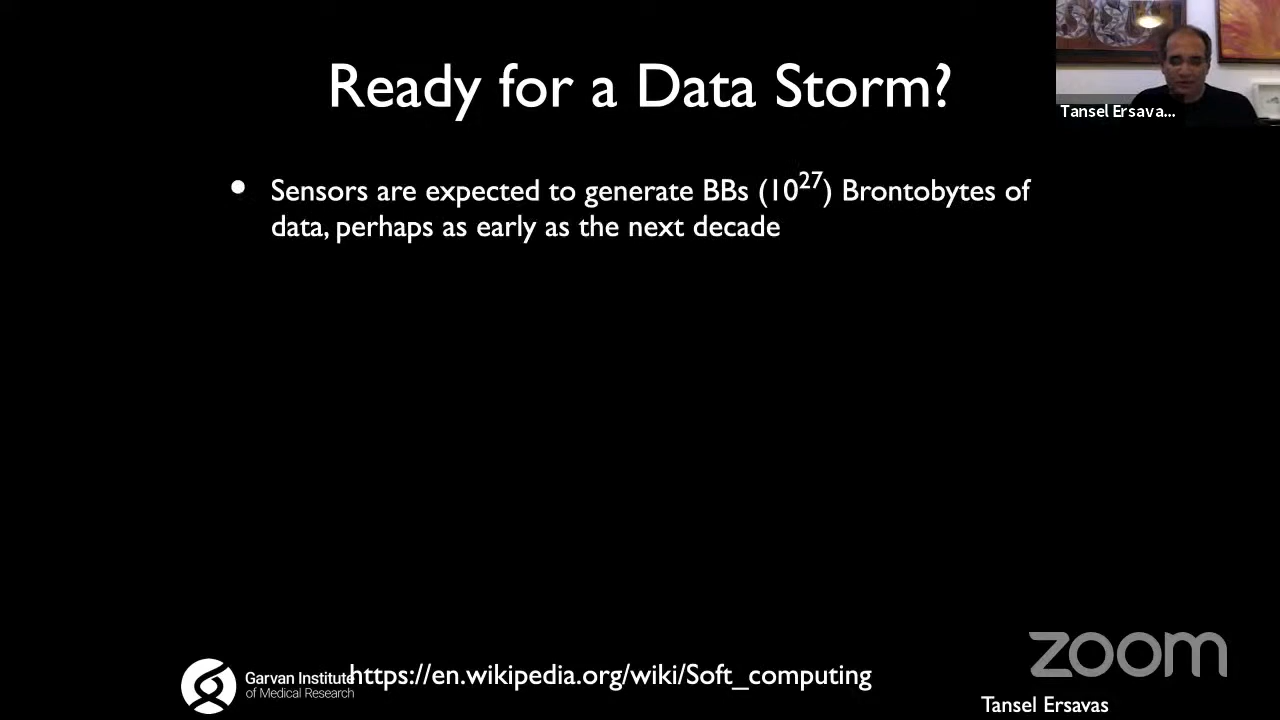 Ready for a Data Storm?
Tansel Ersava...
• Sensors are expected to generate BBs (10²⁷) Brontobytes of
data, perhaps as early as the next decade
zoom
Garvan Institute
of Medical Research
https://en.wikipedia.org/wiki/Soft_computing
Tansel Ersavas